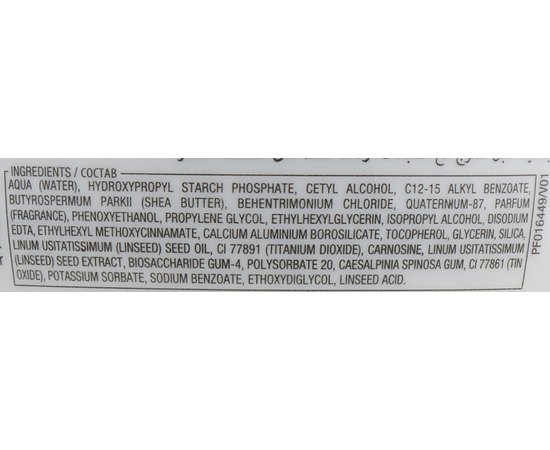 INGREDIENTS / СОСТАВ
AQUA (WATER), HYDROXYPROPYL STARCH PHOSPHATE, CETYL ALCOHOL, C12-15 ALKYL BENZOATE,
BUTYROSPERMUM PARKII (SHEA BUTTER), BEHENTRIMONIUM CHLORIDE, QUATERNIUM-87, PARFUM
(FRAGRANCE), PHENOXYETHANOL, PROPYLENE GLYCOL, ETHYLHEXYLGLYCERIN, ISOPROPYL ALCOHOL, DISODIUM
EDTA, ETHYLHEXYL METHOXYCINNAMATE, CALCIUM ALUMINUM BOROSILICATE, TOCOPHEROL, GLYCERIN, SILICA,
LINUM USITATISSIMUM (LINSEED) SEED OIL, CI 77891 (TITANIUM DIOXIDE), CARNOSINE, LINUM USITATISSIMUM
(LINSEED) SEED EXTRACT, BIOSACCHARIDE GUM-4, POLYSORBATE 20, CAESALPINIA SPINOSA GUM, CI 77861 (TIN
OXIDE), POTASSIUM SORBATE, SODIUM BENZOATE, ETHOXYDIGLYCOL, LINSEED ACID.
PF016449/V01